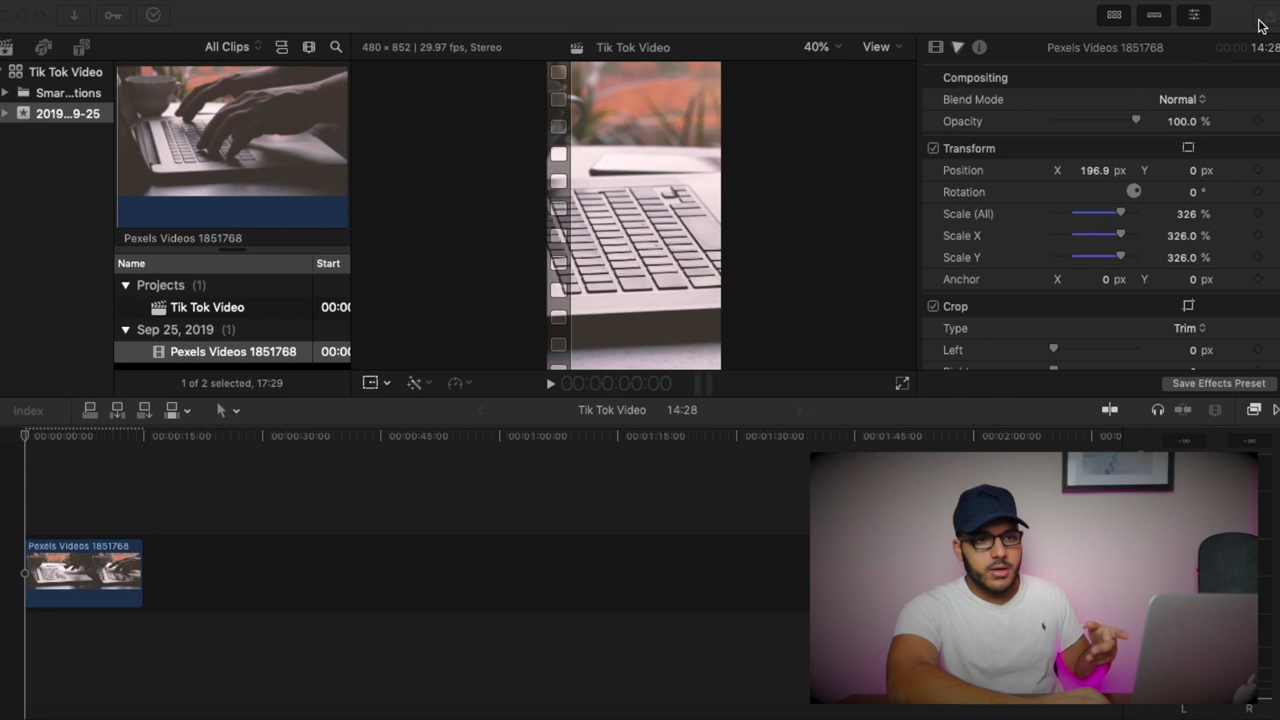 All Clips
480 × 852 | 29.97 fps, Stereo
Tik Tok Video
40%
View
Pexels Videos 1851768
00:00 14:28
Tik Tok Video
Smar...tions
2019...9-25
Pexels Videos 1851768
Name Start
Projects (1)
Tik Tok Video 00:00
Sep 25, 2019 (1)
Pexels Videos 1851768 00:00
1 of 2 selected, 17:29
00:00:00:00
Compositing
Blend Mode Normal
Opacity 100.0 %
Transform
Position X 196.9 px Y 0 px
Rotation 0 °
Scale (All) 326 %
Scale X 326.0 %
Scale Y 326.0 %
Anchor X 0 px Y 0 px
Crop
Type Trim
Left 0 px
Save Effects Preset
Index
Tik Tok Video 14:28
00:00:00:00 00:00:15:00 00:00:30:00 00:00:45:00 00:01:00:00 00:01:15:00 00:01:30:00 00:01:45:00 00:02:00:00 00:0
-∞ -∞
Pexels Videos 1851768
L R